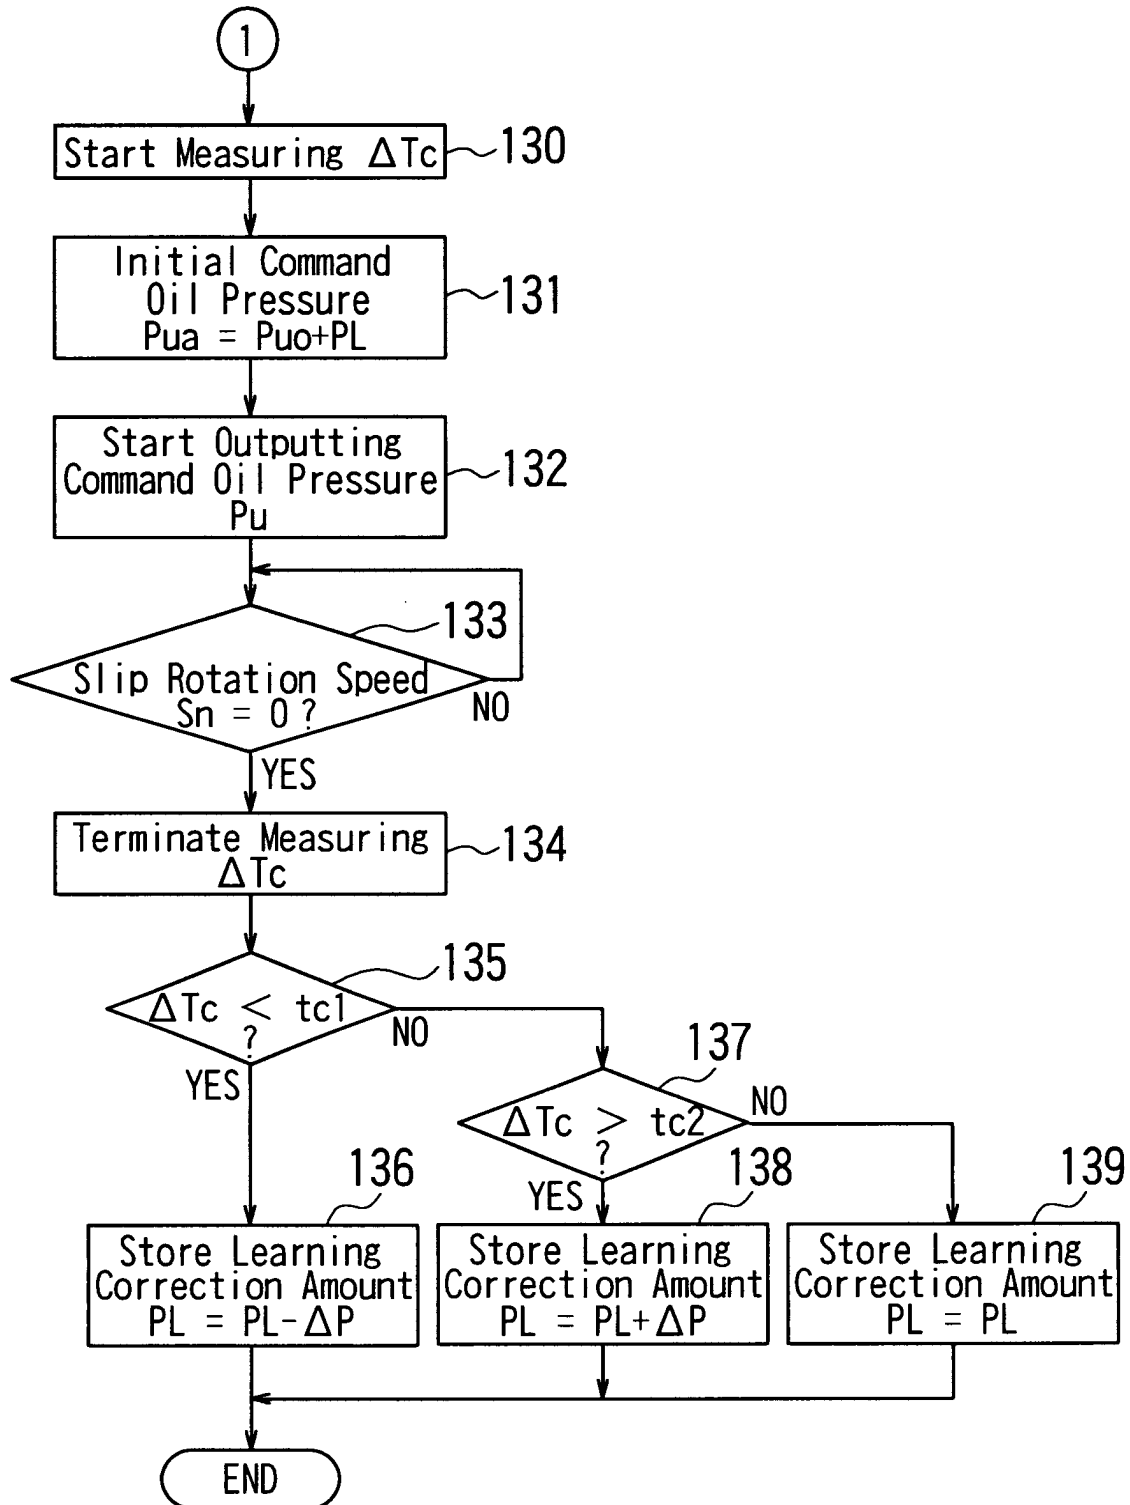 1
Start Measuring ΔTc
130
Initial Command
Oil Pressure
Pua = Puo+PL
131
Start Outputting
Command Oil Pressure
Pu
132
133
Slip Rotation Speed
Sn = 0?
NO
YES
Terminate Measuring
ΔTc
134
135
ΔTc < tc1
?
NO
YES
137
ΔTc > tc2
?
NO
YES
136
Store Learning
Correction Amount
PL = PL-ΔP
138
Store Learning
Correction Amount
PL = PL+ΔP
139
Store Learning
Correction Amount
PL = PL
END